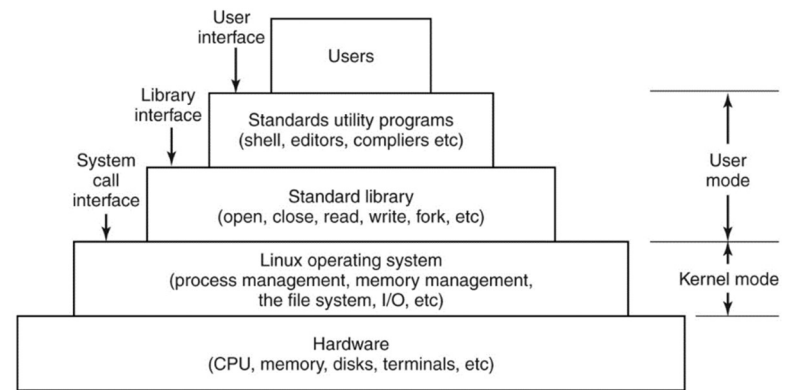 User
interface
Users
Library
interface
Standards utility programs
(shell, editors, compliers etc)
System
call
interface
Standard library
(open, close, read, write, fork, etc)
User
mode
Linux operating system
(process management, memory management,
the file system, I/O, etc)
Kernel mode
Hardware
(CPU, memory, disks, terminals, etc)